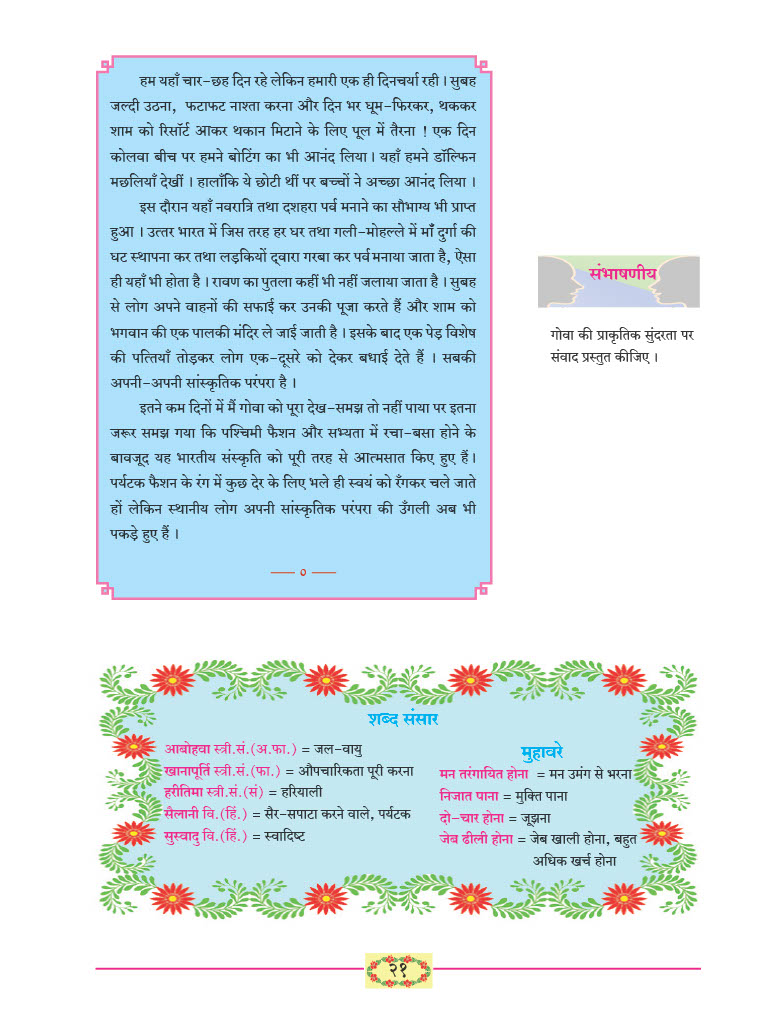 हम यहाँ चार-छह दिन रहे लेकिन हमारी एक ही दिनचर्या रही । सुबह
जल्दी उठना, फटाफट नाश्ता करना और दिन भर घूम-फिरकर, थककर
शाम को रिसॉर्ट आकर थकान मिटाने के लिए पूल में तैरना ! एक दिन
कोलवा बीच पर हमने बोटिंग का भी आनंद लिया । यहाँ हमने डॉल्फिन
मछलियाँ देखीं । हालाँकि ये छोटी थीं पर बच्चों ने अच्छा आनंद लिया ।
इस दौरान यहाँ नवरात्रि तथा दशहरा पर्व मनाने का सौभाग्य भी प्राप्त
हुआ । उत्तर भारत में जिस तरह हर घर तथा गली-मोहल्ले में माँ दुर्गा की
घट स्थापना कर तथा लड़कियों द्वारा गरबा कर पर्व मनाया जाता है, ऐसा
ही यहाँ भी होता है । रावण का पुतला कहीं भी नहीं जलाया जाता है । सुबह
से लोग अपने वाहनों की सफाई कर उनकी पूजा करते हैं और शाम को
भगवान की एक पालकी मंदिर ले जाई जाती है । इसके बाद एक पेड़ विशेष
की पत्तियाँ तोड़कर लोग एक-दूसरे को देकर बधाई देते हैं । सबकी
अपनी-अपनी सांस्कृतिक परंपरा है ।
इतने कम दिनों में मैं गोवा को पूरा देख-समझ तो नहीं पाया पर इतना
जरूर समझ गया कि पश्चिमी फैशन और सभ्यता में रचा-बसा होने के
बावजूद यह भारतीय संस्कृति को पूरी तरह से आत्मसात किए हुए हैं ।
पर्यटक फैशन के रंग में कुछ देर के लिए भले ही स्वयं को रँगकर चले जाते
हों लेकिन स्थानीय लोग अपनी सांस्कृतिक परंपरा की उँगली अब भी
पकड़े हुए हैं ।
—— ० ——
संभाषणीय
गोवा की प्राकृतिक सुंदरता पर
संवाद प्रस्तुत कीजिए ।
शब्द संसार
आबोहवा स्त्री.सं.(अ.फा.) = जल-वायु
खानापूर्ति स्त्री.सं.(फा.) = औपचारिकता पूरी करना
हरीतिमा स्त्री.सं.(सं) = हरियाली
सैलानी वि.(हिं.) = सैर-सपाटा करने वाले, पर्यटक
सुस्वादु वि.(हिं.) = स्वादिष्ट
मुहावरे
मन तरंगायित होना = मन उमंग से भरना
निजात पाना = मुक्ति पाना
दो-चार होना = जूझना
जेब ढीली होना = जेब खाली होना, बहुत
अधिक खर्च होना
२१